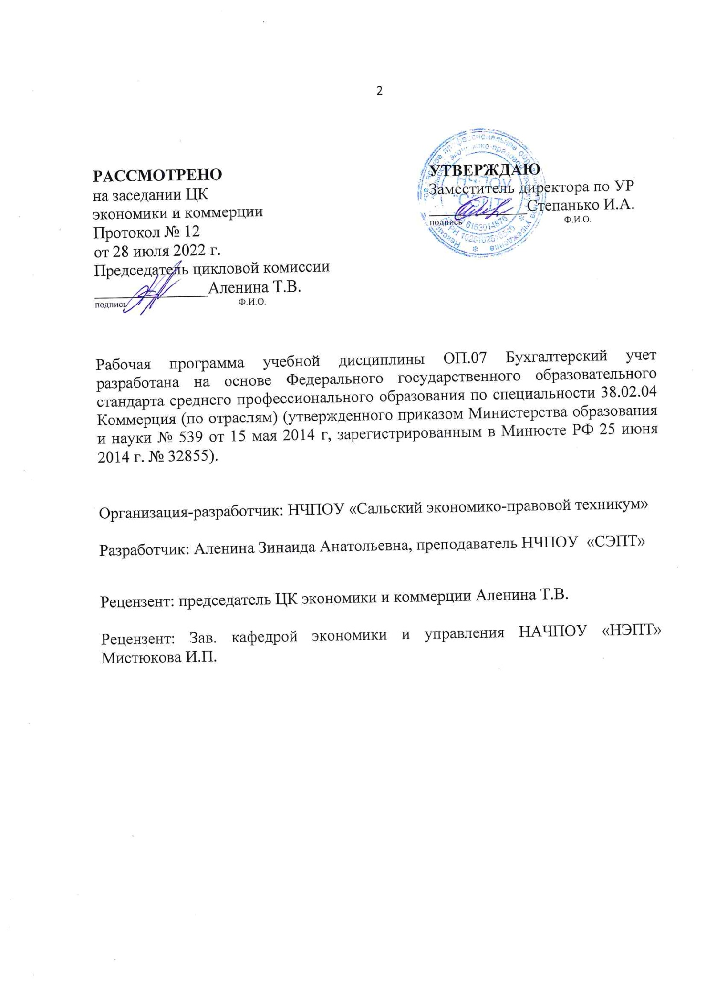 2
РАССМОТРЕНО
на заседании ЦК
экономики и коммерции
Протокол № 12
от 28 июля 2022 г.
Председатель цикловой комиссии
Аленина Т.В.
подпись Ф.И.О.
УТВЕРЖДАЮ
Заместитель директора по УР
Степанько И.А.
подпись Ф.И.О.
НЧПОУ
"СЭПТ"
Рабочая программа учебной дисциплины ОП.07 Бухгалтерский учет
разработана на основе Федерального государственного образовательного
стандарта среднего профессионального образования по специальности 38.02.04
Коммерция (по отраслям) (утвержденного приказом Министерства образования
и науки № 539 от 15 мая 2014 г, зарегистрированным в Минюсте РФ 25 июня
2014 г. № 32855).
Организация-разработчик: НЧПОУ «Сальский экономико-правовой техникум»
Разработчик: Аленина Зинаида Анатольевна, преподаватель НЧПОУ «СЭПТ»
Рецензент: председатель ЦК экономики и коммерции Аленина Т.В.
Рецензент: Зав. кафедрой экономики и управления НАЧПОУ «НЭПТ»
Мистюкова И.П.